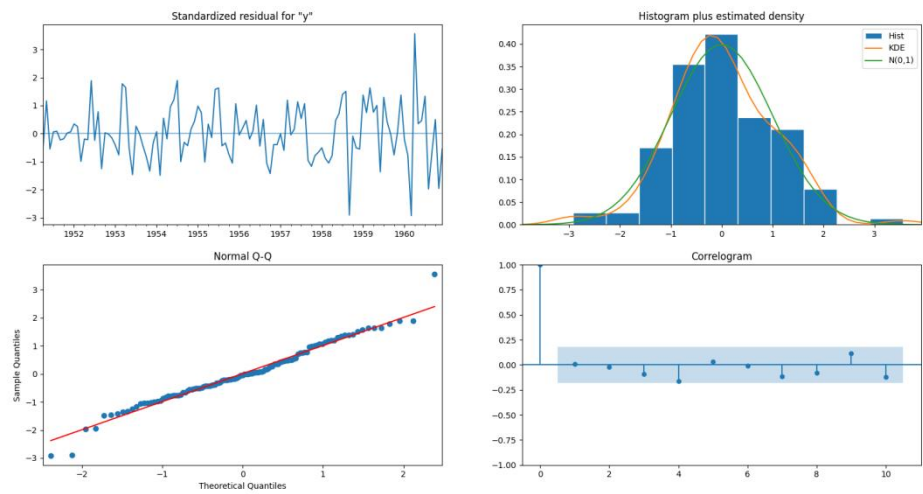 Standardized residual for "y"
3
2
1
0
−1
−2
−3
1952 1953 1954 1955 1956 1957 1958 1959 1960
Histogram plus estimated density
Hist
KDE
N(0,1)
0.40
0.35
0.30
0.25
0.20
0.15
0.10
0.05
0.00
−3 −2 −1 0 1 2 3
Normal Q-Q
Sample Quantiles
4
3
2
1
0
−1
−2
−3
−2 −1 0 1 2
Theoretical Quantiles
Correlogram
1.00
0.75
0.50
0.25
0.00
−0.25
−0.50
−0.75
−1.00
0 2 4 6 8 10